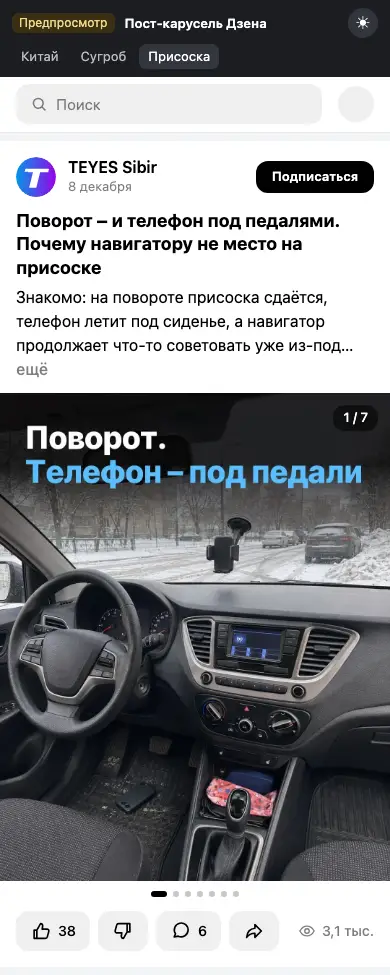 Предпросмотр Пост-карусель Дзена
Китай Сугроб Присоска
Поиск
TEYES Sibir
8 декабря
Подписаться
Поворот – и телефон под педалями.
Почему навигатору не место на
присоске
Знакомо: на повороте присоска сдаётся,
телефон летит под сиденье, а навигатор
продолжает что-то советовать уже из-под...
ещё
1 / 7
Поворот.
Телефон – под педали
38
6
3,1 тыс.